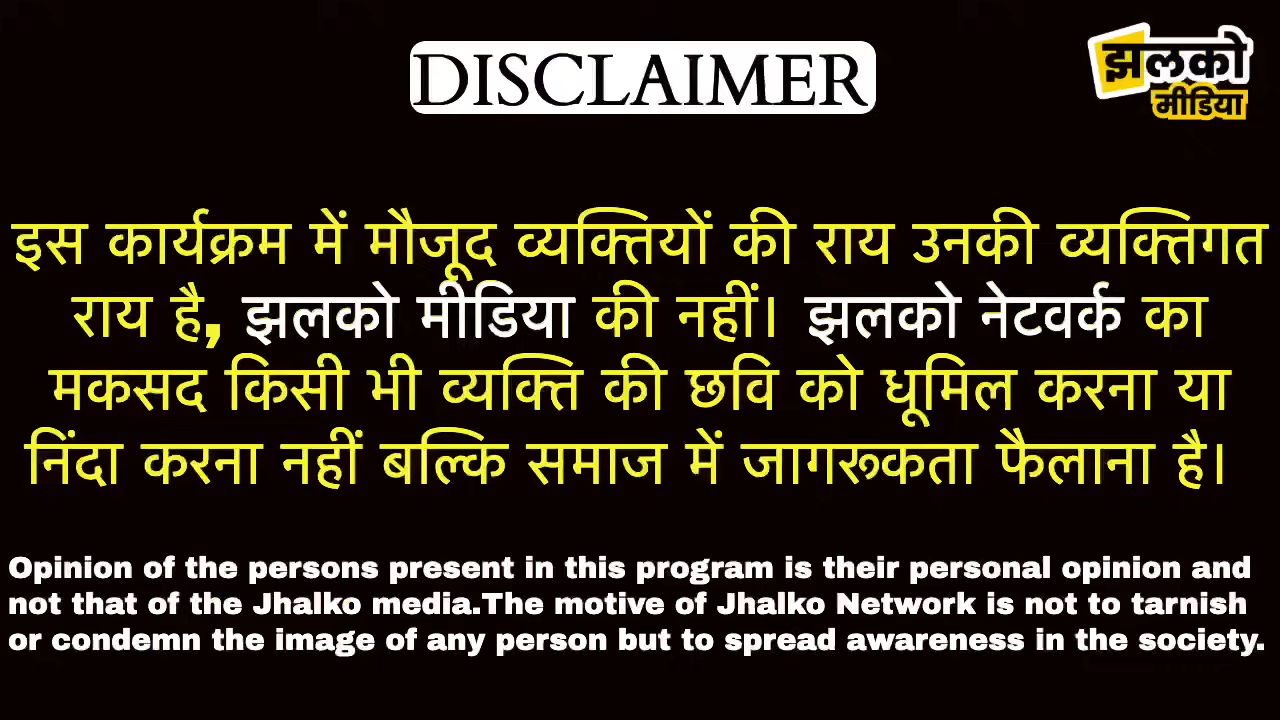 DISCLAIMER
झलको
मीडिया
इस कार्यक्रम में मौजूद व्यक्तियों की राय उनकी व्यक्तिगत
राय है, झलको मीडिया की नहीं। झलको नेटवर्क का
मकसद किसी भी व्यक्ति की छवि को धूमिल करना या
निंदा करना नहीं बल्कि समाज में जागरूकता फैलाना है।
Opinion of the persons present in this program is their personal opinion and
not that of the Jhalko media.The motive of Jhalko Network is not to tarnish
or condemn the image of any person but to spread awareness in the society.